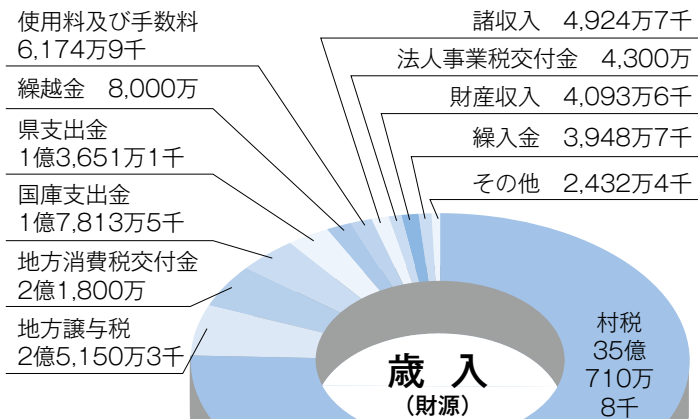 使用料及び手数料
6,174万9千
繰越金　8,000万
県支出金
1億3,651万1千
国庫支出金
1億7,813万5千
地方消費税交付金
2億1,800万
地方譲与税
2億5,150万3千
諸収入　4,924万7千
法人事業税交付金　4,300万
財産収入　4,093万6千
繰入金　3,948万7千
その他　2,432万4千
村税
35億
710万
8千
歳 入
（財源）